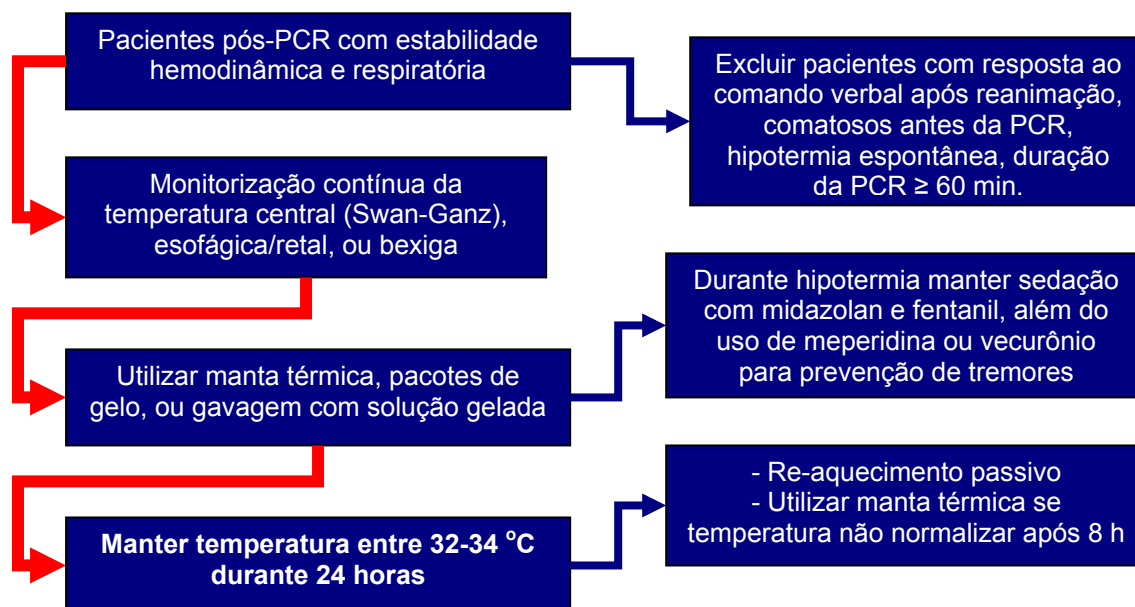 Pacientes pós-PCR com estabilidade
hemodinâmica e respiratória
Excluir pacientes com resposta ao
comando verbal após reanimação,
comatosos antes da PCR,
hipotermia espontânea, duração
da PCR ≥ 60 min.
Monitorização contínua da
temperatura central (Swan-Ganz),
esofágica/retal, ou bexiga
Utilizar manta térmica, pacotes de
gelo, ou gavagem com solução gelada
Durante hipotermia manter sedação
com midazolan e fentanil, além do
uso de meperidina ou vecurônio
para prevenção de tremores
Manter temperatura entre 32-34 °C
durante 24 horas
- Re-aquecimento passivo
- Utilizar manta térmica se
temperatura não normalizar após 8 h